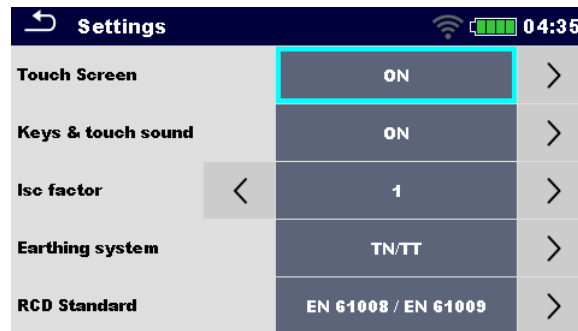 Settings 04:35
Touch Screen ON
Keys & touch sound ON
Isc factor 1
Earthing system TN/TT
RCD Standard EN 61008 / EN 61009